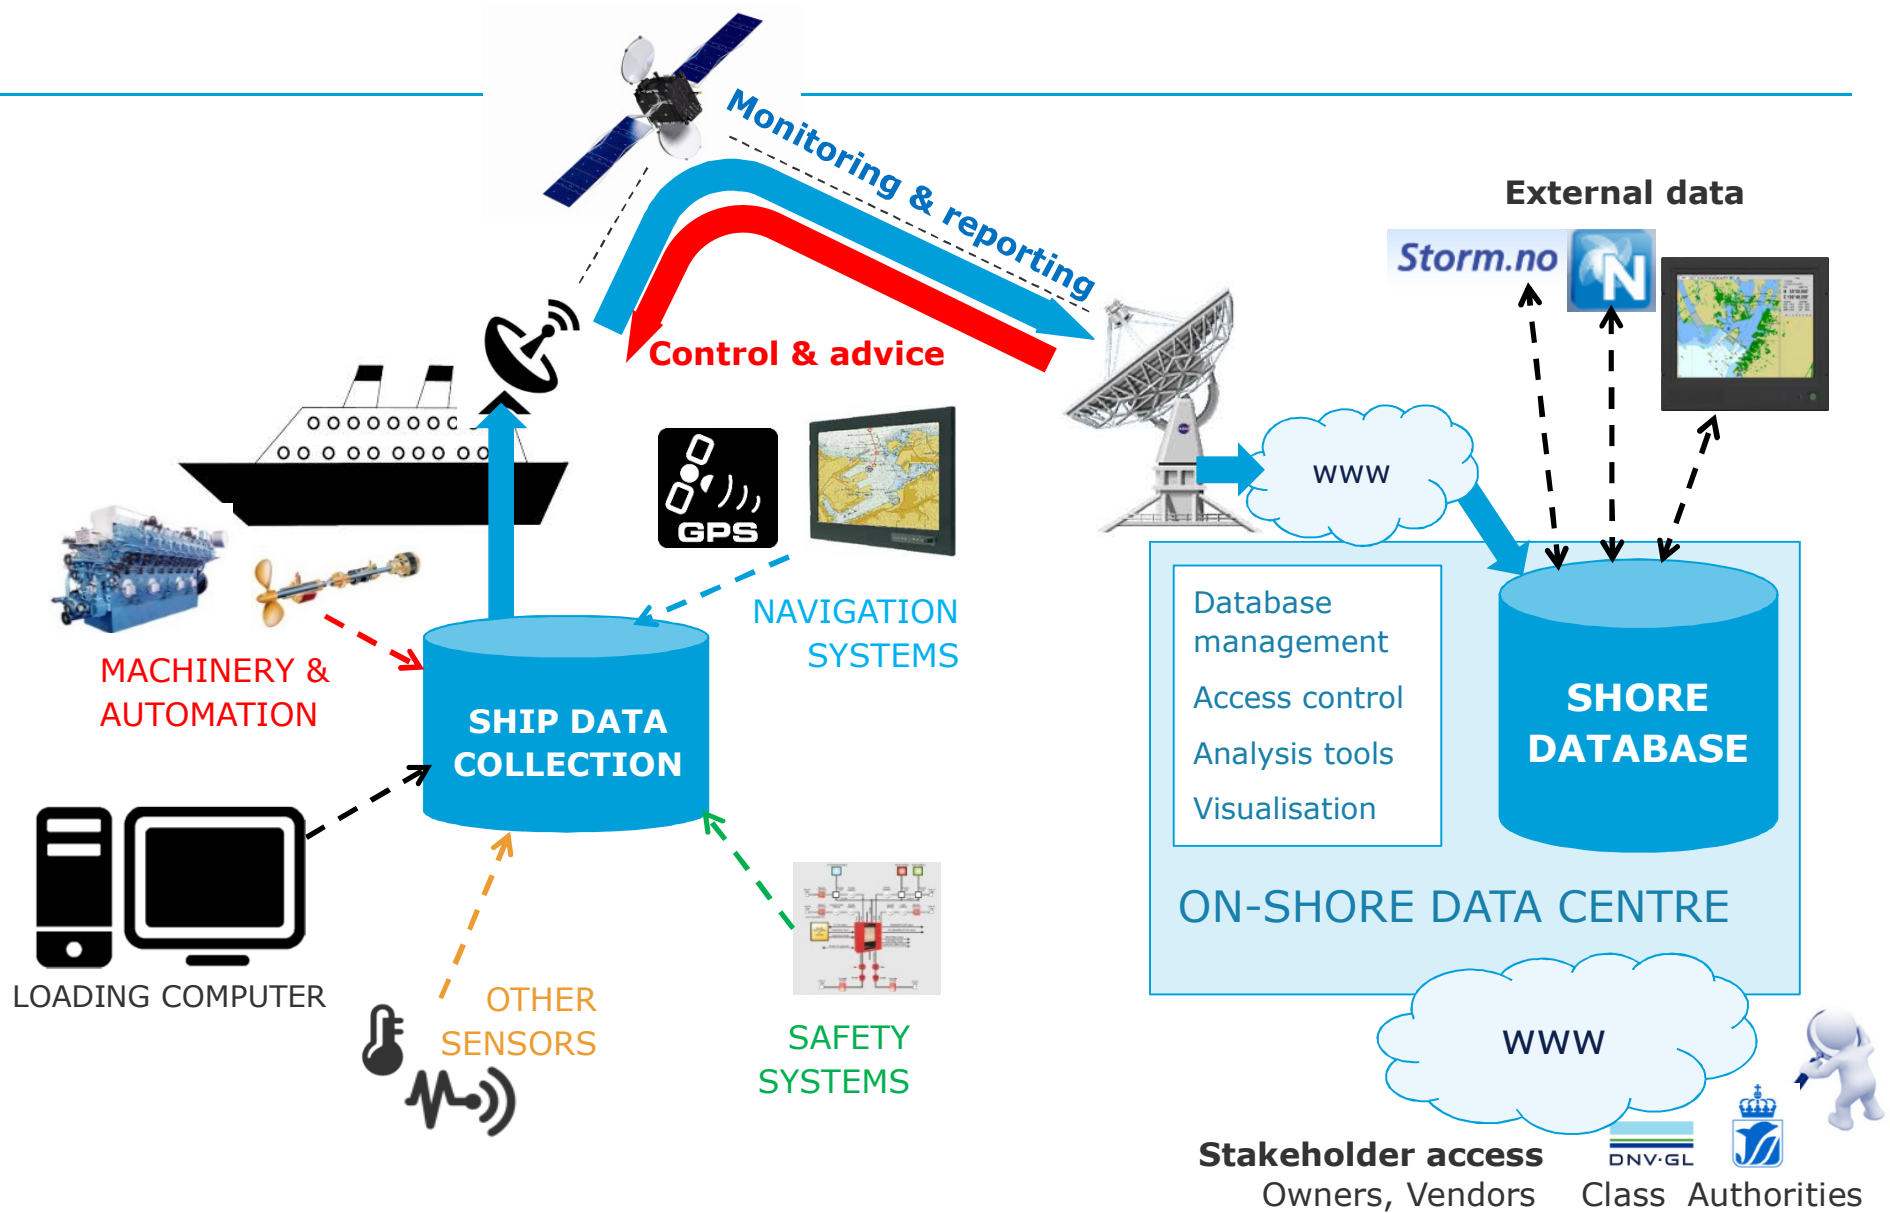 Monitoring & reporting
External data
Storm.no
N
Control & advice
GPS
www
NAVIGATION
SYSTEMS
MACHINERY &
AUTOMATION
SHIP DATA
COLLECTION
Database
management
Access control
Analysis tools
Visualisation
SHORE
DATABASE
ON-SHORE DATA CENTRE
LOADING COMPUTER
OTHER
SENSORS
SAFETY
SYSTEMS
www
Stakeholder access
DNV·GL
Owners, Vendors Class Authorities